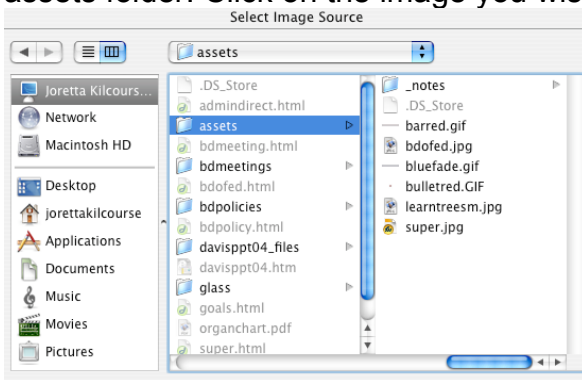 assets folder. Click on the image you wis
Select Image Source
assets
Joretta Kilcours...
Network
Macintosh HD
Desktop
jorettakilcourse
Applications
Documents
Music
Movies
Pictures
.DS_Store
admindirect.html
assets
bdmeeting.html
bdmeetings
bdofed.html
bdpolicies
bdpolicy.html
davisppt04_files
davisppt04.htm
glass
goals.html
organchart.pdf
super.html
_notes
.DS_Store
barred.gif
bdofed.jpg
bluefade.gif
bulletred.GIF
learntreesm.jpg
super.jpg